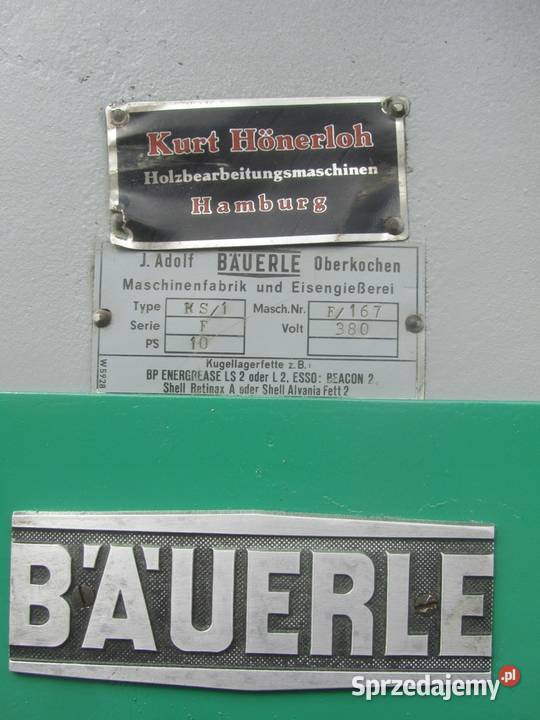 Kurt Hönerloh
Holzbearbeitungsmaschinen
Hamburg
J. Adolf BÄUERLE Oberkochen
Maschinenfabrik und Eisengießerei
Type KS/1 Masch.Nr. F/167
Serie F Volt 380
PS 10
Kugellagerfette z.B.:
BP ENERGREASE LS 2 oder L 2, ESSO: BEACON 2
Shell Retinax A oder Shell Alvania Fett 2
W 5928
BÄUERLE
Sprzedajemy.pl